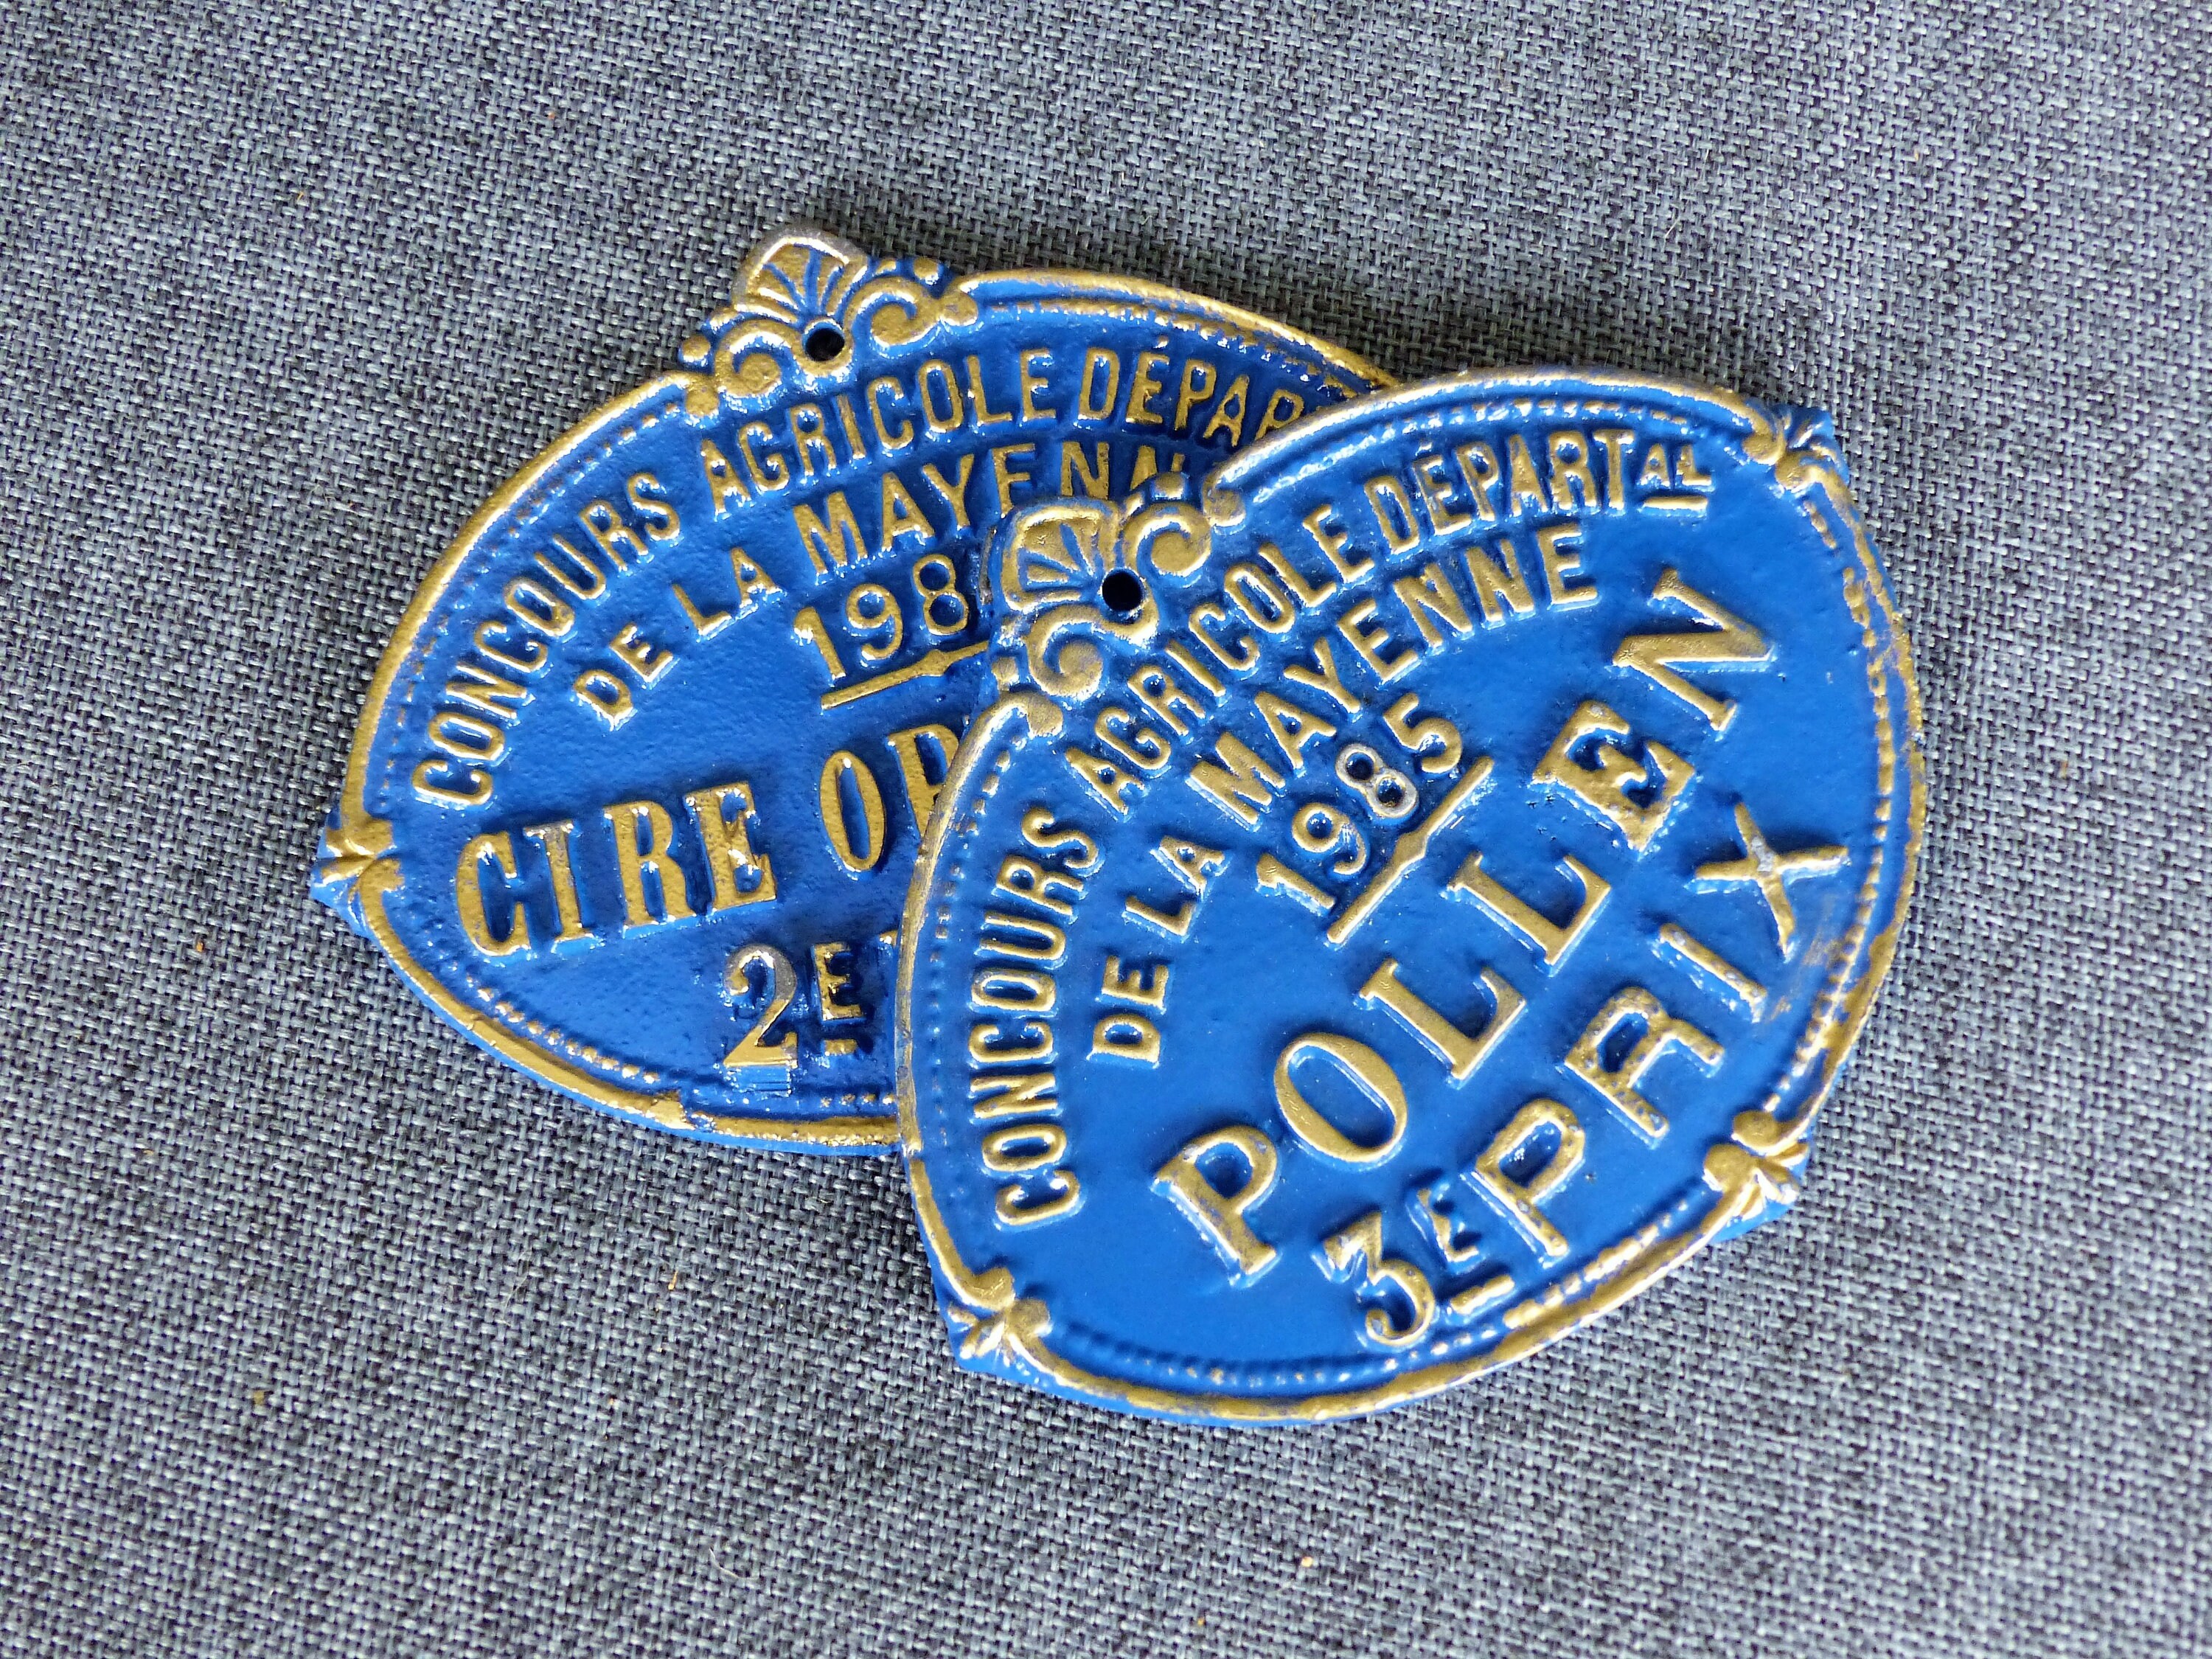 CONCOURS AGRICOLE DÉPAR
DE LA MAYENN
198
CIRE
2E
CONCOURS AGRICOLE DÉPARTAL
DE LA MAYENNE
1985
POLLEN
3E PRIX